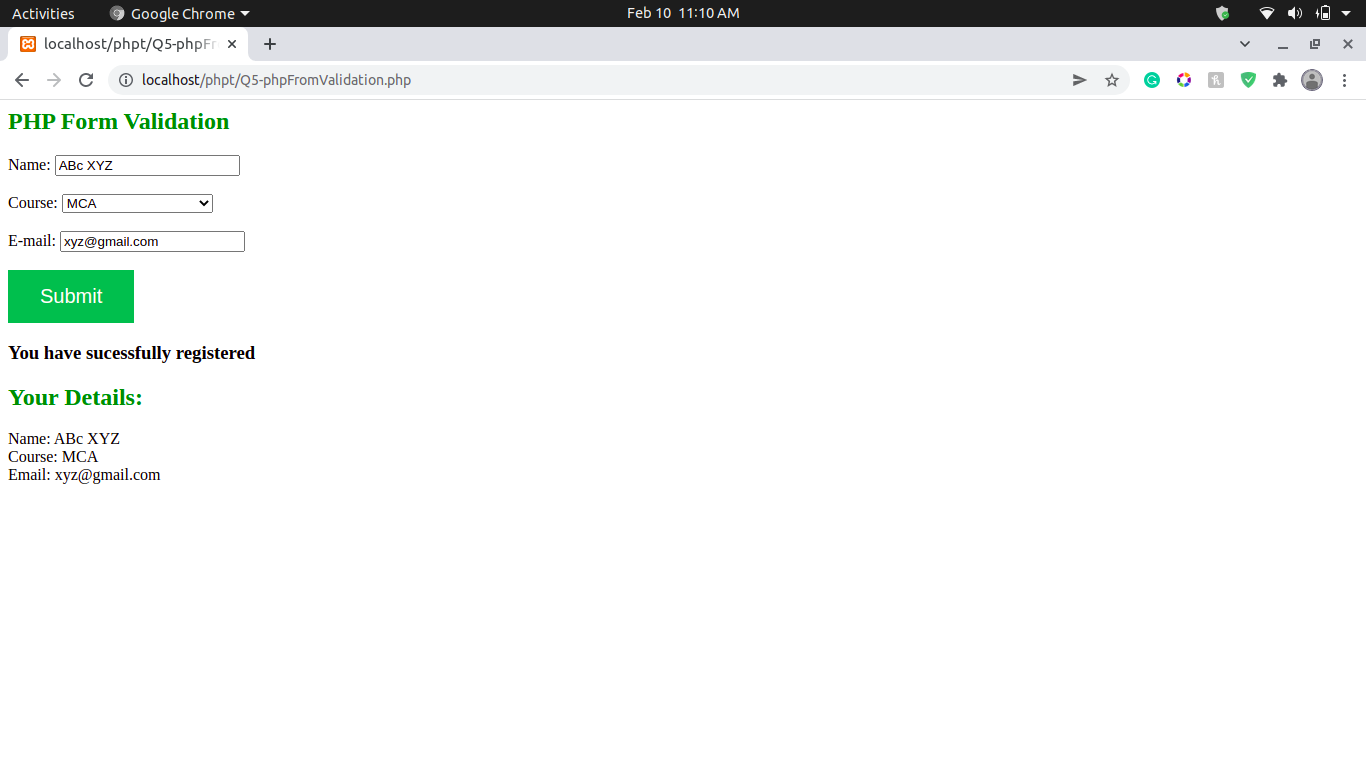 Activities Google Chrome Feb 10 11:10 AM
localhost/phpt/Q5-phpFr
localhost/phpt/Q5-phpFromValidation.php
PHP Form Validation
Name: ABc XYZ
Course: MCA
E-mail: xyz@gmail.com
Submit
You have sucessfully registered
Your Details:
Name: ABc XYZ
Course: MCA
Email: xyz@gmail.com